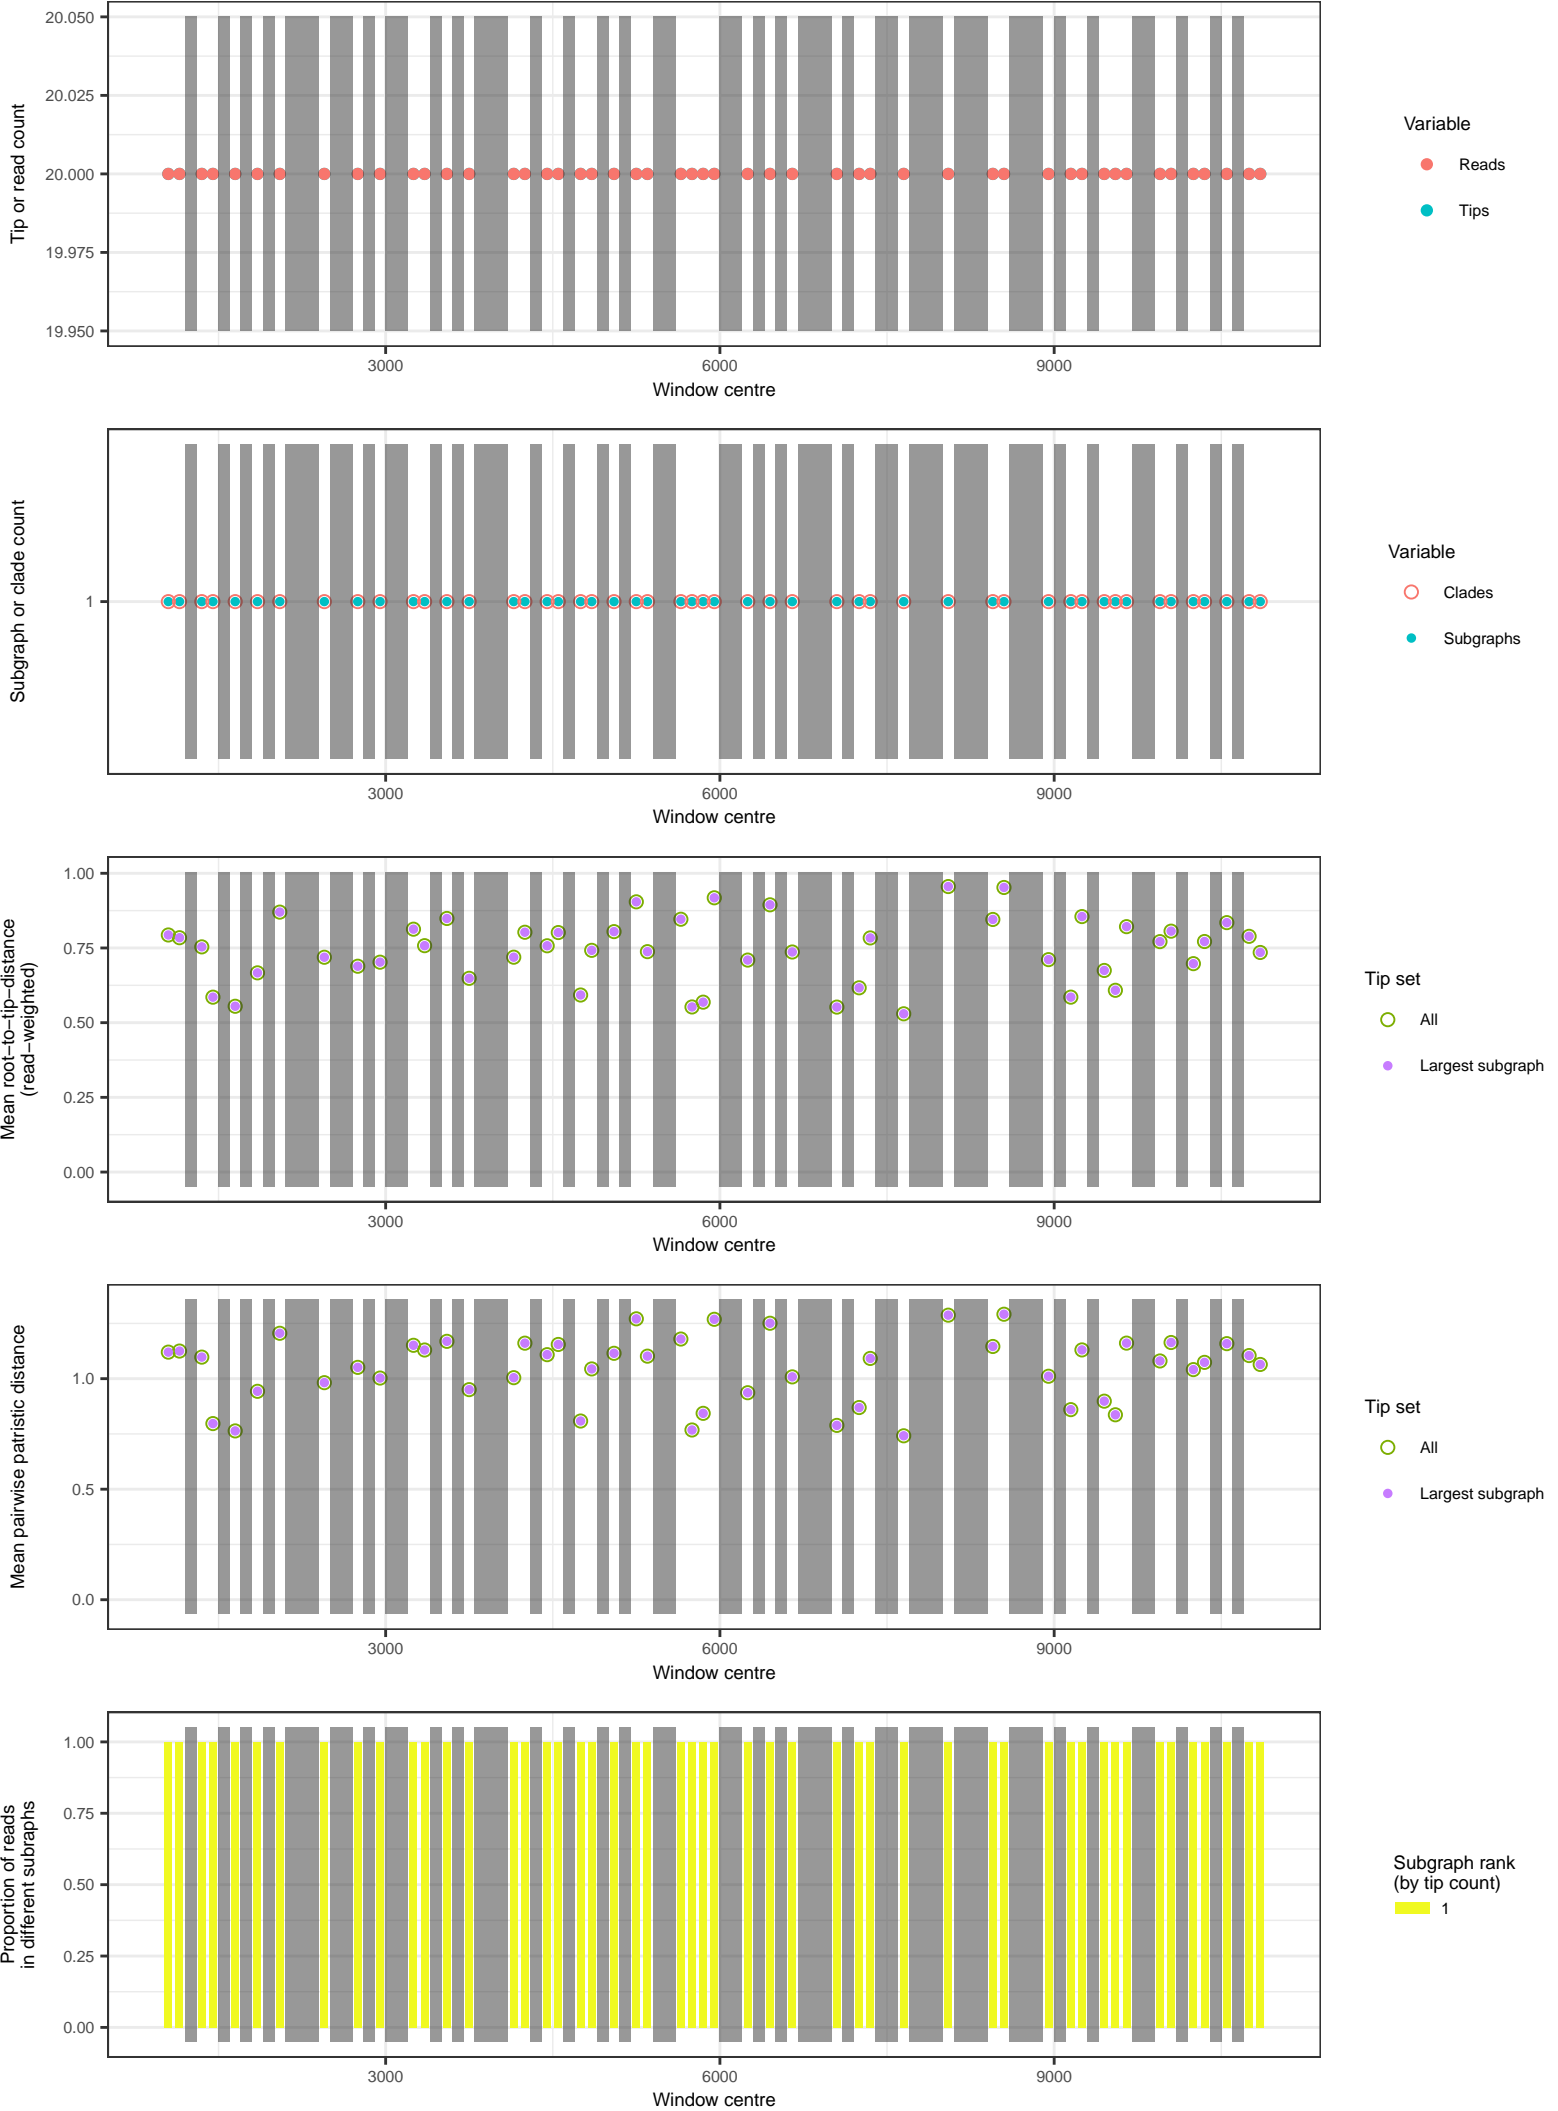 20.050
20.025
20.000
19.975
19.950
Tip or read count
3000
6000
9000
Window centre
Variable
Reads
Tips
Subgraph or clade count
1
3000
6000
9000
Window centre
Variable
Clades
Subgraphs
Mean root−to−tip−distance
(read−weighted)
1.00
0.75
0.50
0.25
0.00
3000
6000
9000
Window centre
Tip set
All
Largest subgraph
Mean pairwise patristic distance
1.0
0.5
0.0
3000
6000
9000
Window centre
Tip set
All
Largest subgraph
Proportion of reads
in different subraphs
1.00
0.75
0.50
0.25
0.00
3000
6000
9000
Window centre
Subgraph rank
(by tip count)
1